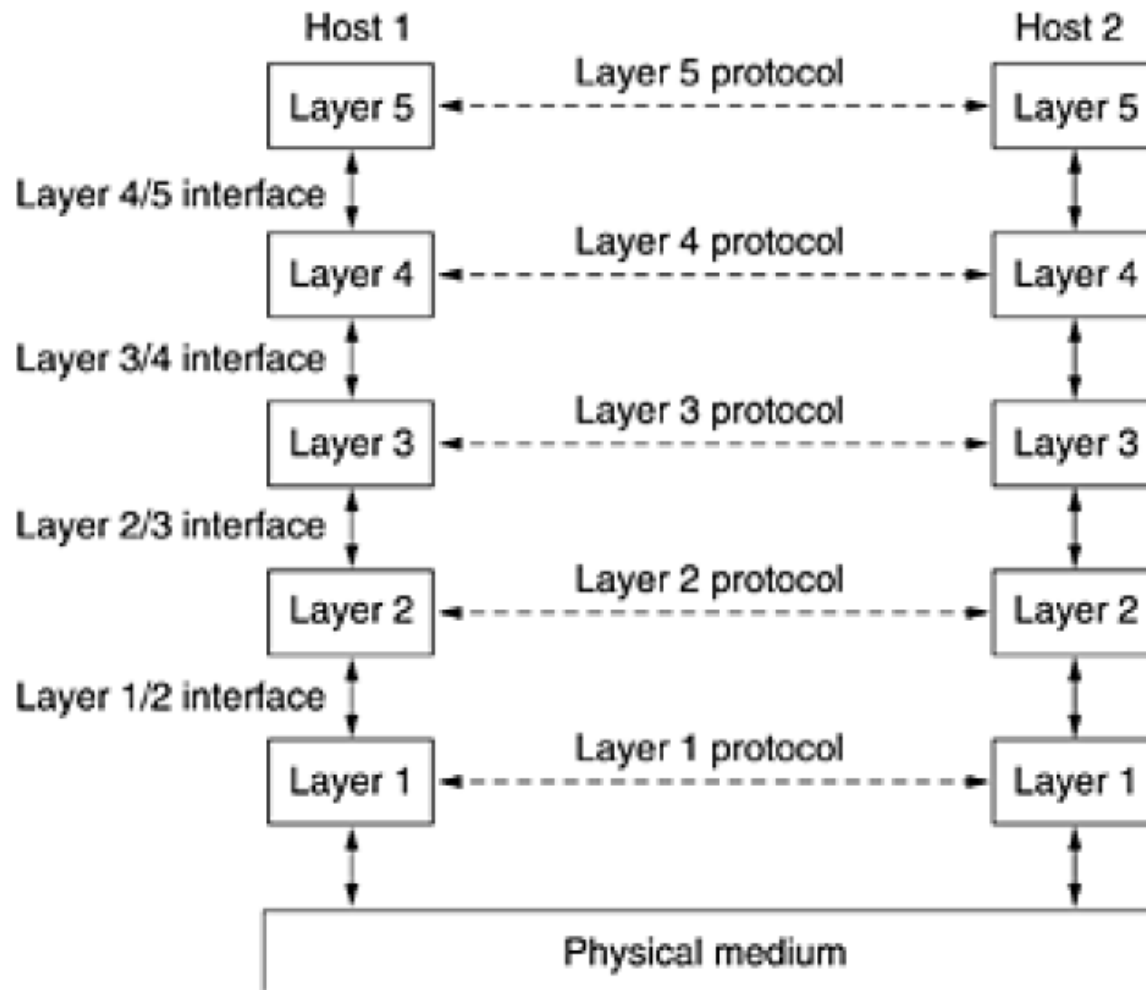 Host 1
Host 2
Layer 5 protocol
Layer 5
Layer 5
Layer 4/5 interface
Layer 4 protocol
Layer 4
Layer 4
Layer 3/4 interface
Layer 3 protocol
Layer 3
Layer 3
Layer 2/3 interface
Layer 2 protocol
Layer 2
Layer 2
Layer 1/2 interface
Layer 1 protocol
Layer 1
Layer 1
Physical medium